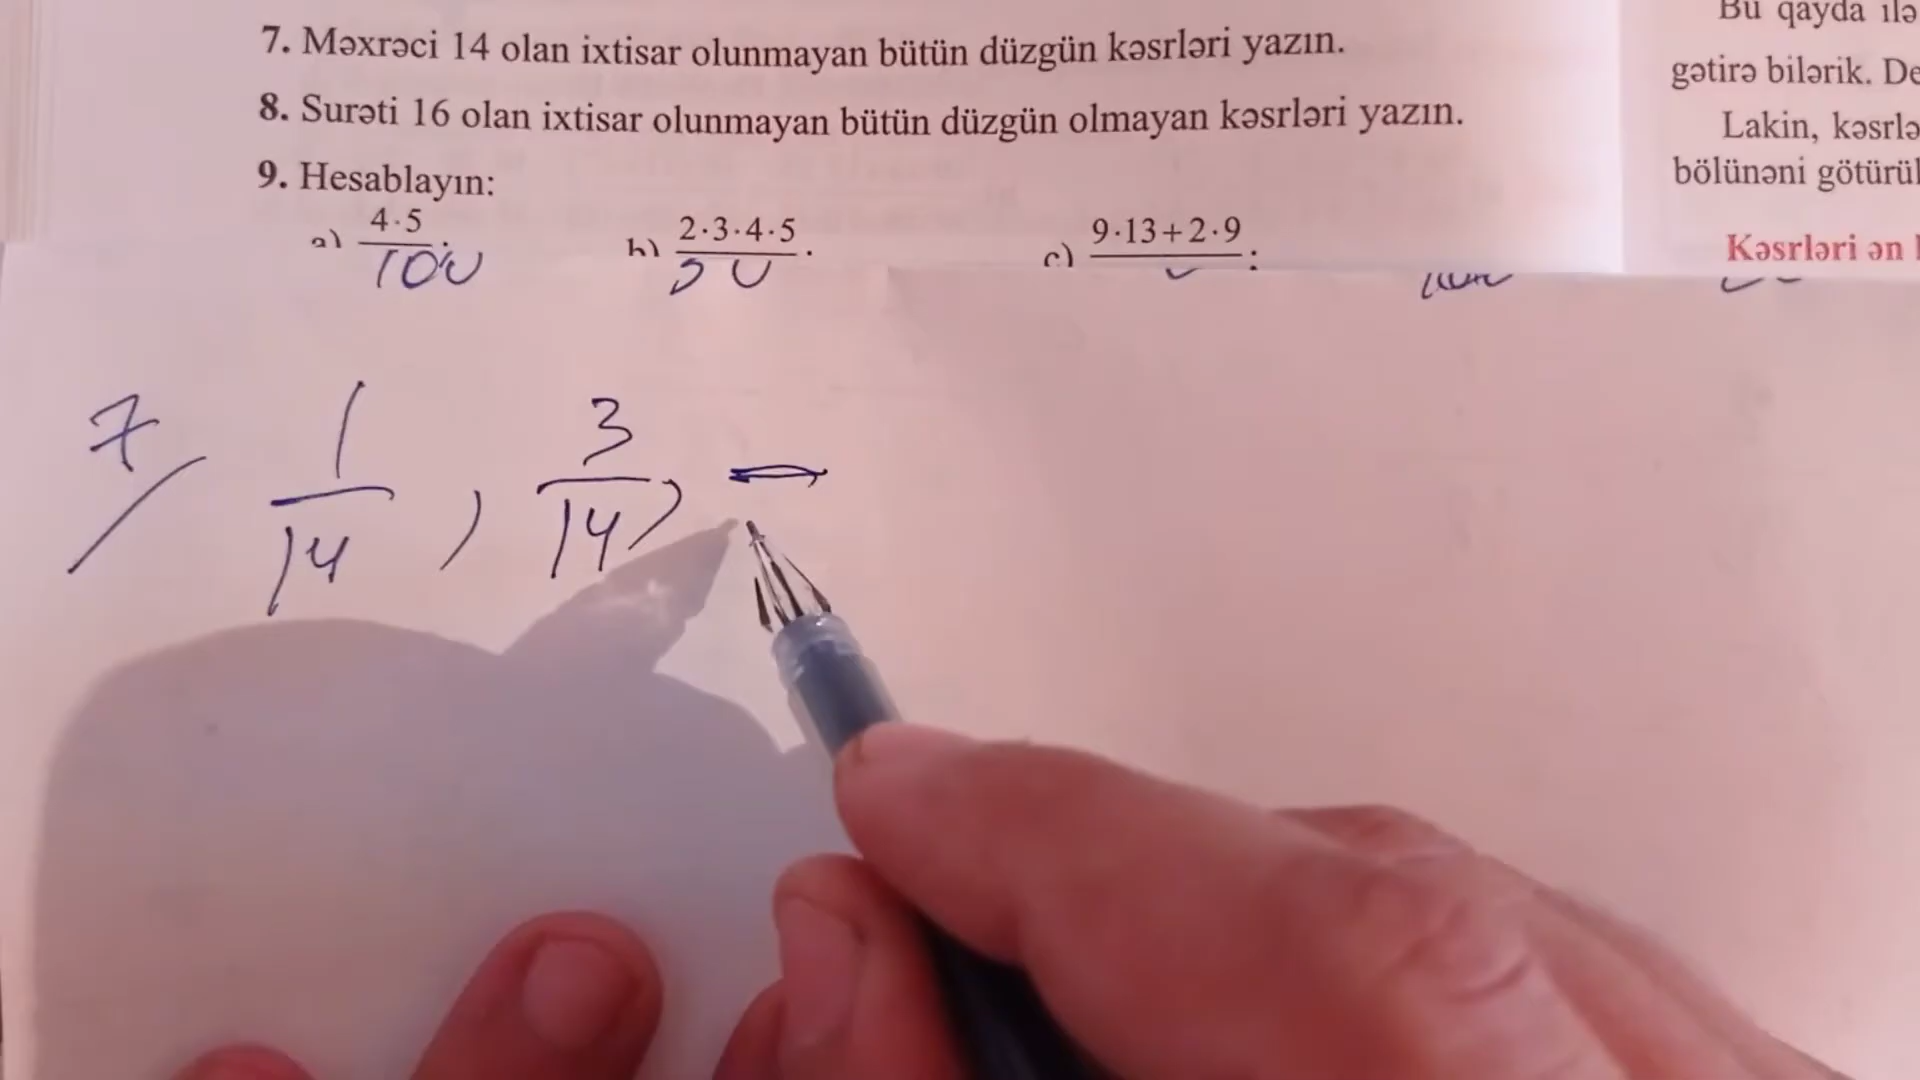 7. Məxrəci 14 olan ixtisar olunmayan bütün düzgün kəsrləri yazın.
8. Surəti 16 olan ixtisar olunmayan bütün düzgün olmayan kəsrləri yazın.
9. Hesablayın:
a) 4·5
b) 2·3·4·5
c) 9·13+2·9
Bu qayda ilə
gətirə bilərik. De
Lakin, kəsrlə
bölünəni götürül
Kəsrləri ən
7/ 1/14, 3/14,